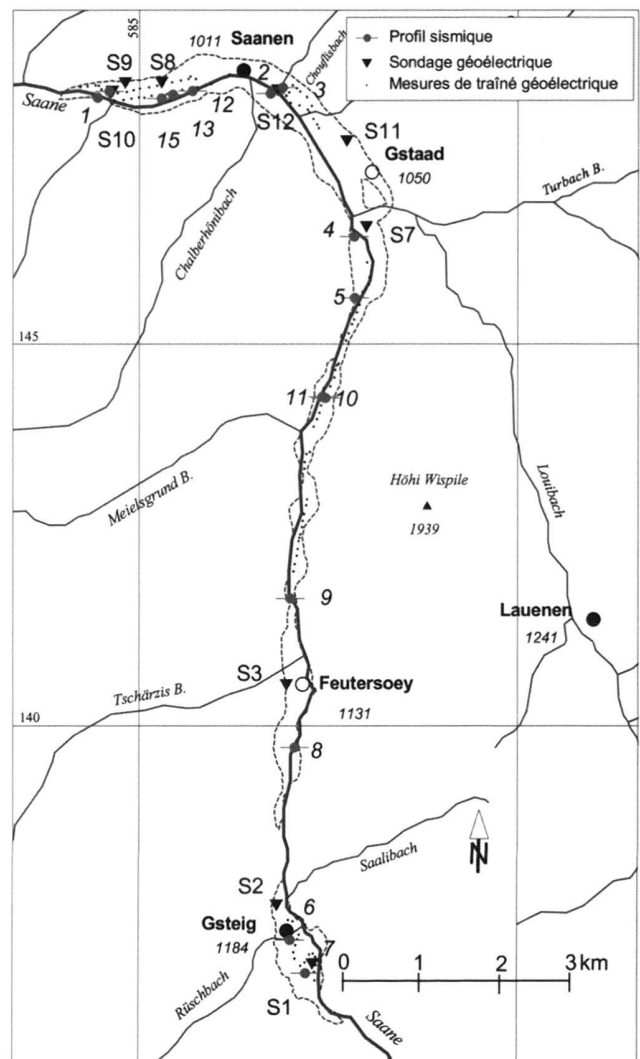 585
Profil sismique
Sondage géoélectrique
Mesures de traîné géoélectrique
S9
S8
1011
Saanen
2
Chouflisbach
3
Saane
1
S10
15
13
12
S12
S11
Gstaad
1050
Turbach B.
Chalberhönibach
4
S7
5
145
11
10
Meielsgrund B.
Höhi Wispile
1939
Louibach
9
Lauenen
1241
S3
Feutersoey
Tschärzis B.
1131
140
8
Saalibach
N
S2
6
Gsteig
1184
7
0 1 2 3 km
Rüschbach
S1
Saane